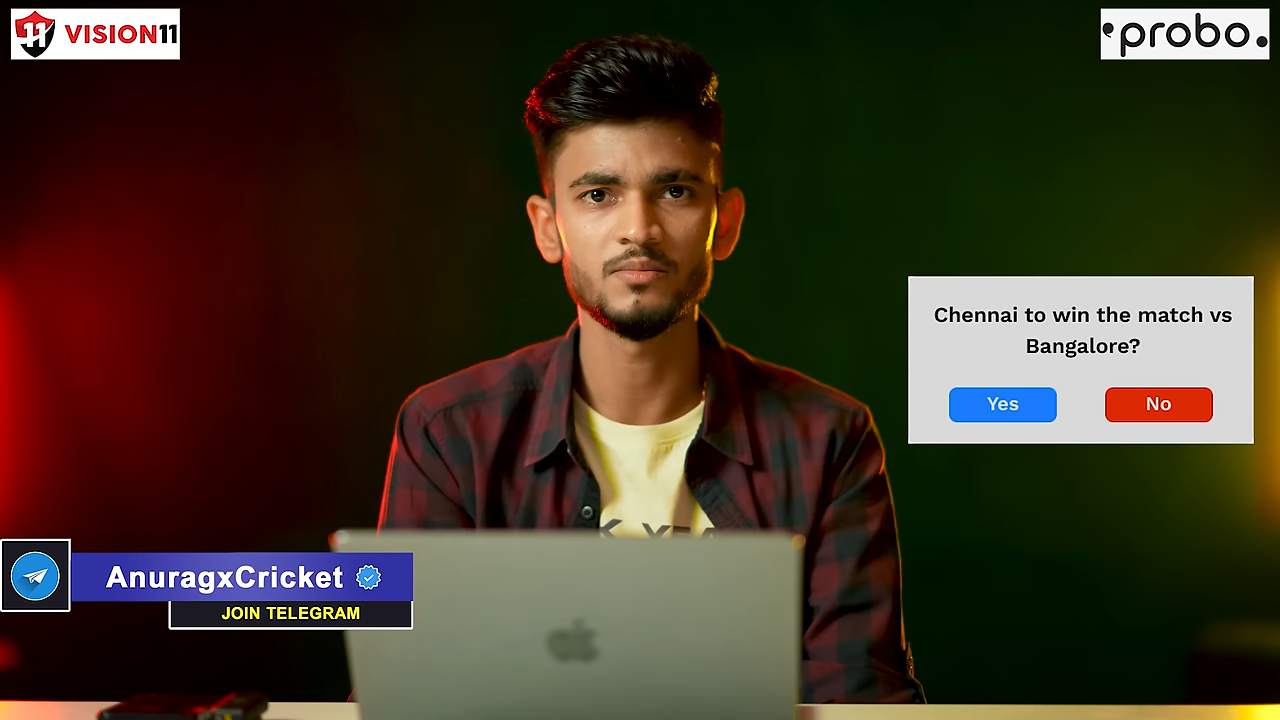 VISION11
probo.
Chennai to win the match vs
Bangalore?
Yes
No
AnuragxCricket
JOIN TELEGRAM